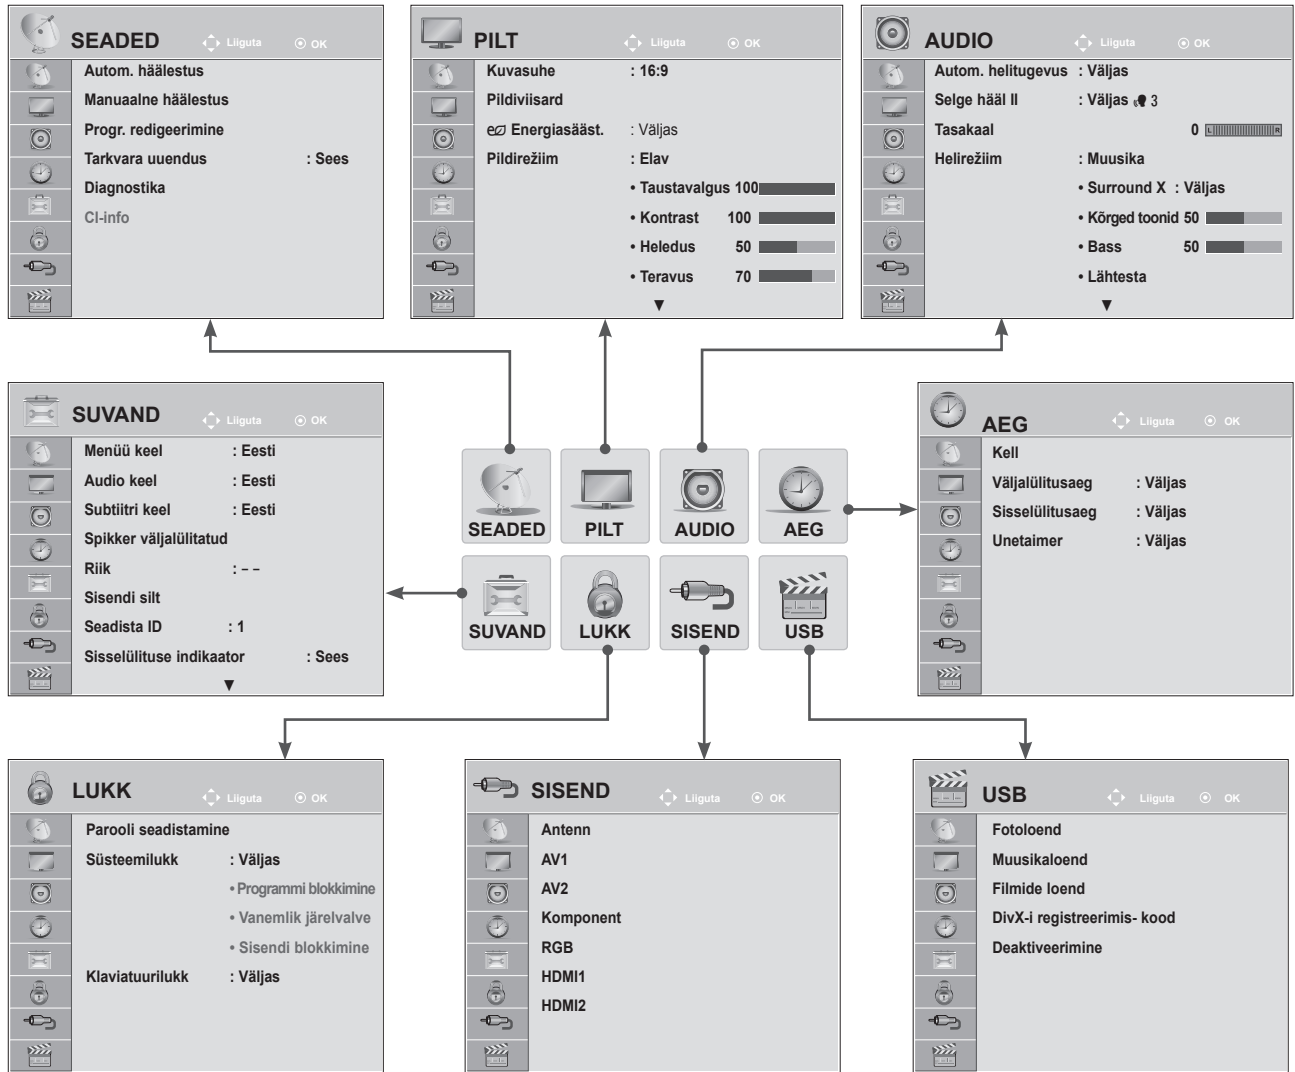 SEADED Liiguta OK
Autom. häälestus
Manuaalne häälestus
Progr. redigeerimine
Tarkvara uuendus : Sees
Diagnostika
CI-info
PILT Liiguta OK
Kuvasuhe : 16:9
Pildiviisard
Energiasääst. : Väljas
Pildirežiim : Elav
• Taustavalgus 100
• Kontrast 100
• Heledus 50
• Teravus 70
▼
AUDIO Liiguta OK
Autom. helitugevus : Väljas
Selge hääl II : Väljas 3
Tasakaal 0 L R
Helirežiim : Muusika
• Surround X : Väljas
• Kõrged toonid 50
• Bass 50
• Lähtesta
▼
SUVAND Liiguta OK
Menüü keel : Eesti
Audio keel : Eesti
Subtiitri keel : Eesti
Spikker väljalülitatud
Riik : – –
Sisendi silt
Seadista ID : 1
Sisselülituse indikaator : Sees
▼
SEADED
PILT
AUDIO
AEG
SUVAND
LUKK
SISEND
USB
AEG Liiguta OK
Kell
Väljalülitusaeg : Väljas
Sisselülitusaeg : Väljas
Unetaimer : Väljas
LUKK Liiguta OK
Parooli seadistamine
Süsteemilukk : Väljas
• Programmi blokkimine
• Vanemlik järelvalve
• Sisendi blokkimine
Klaviatuurilukk : Väljas
SISEND Liiguta OK
Antenn
AV1
AV2
Komponent
RGB
HDMI1
HDMI2
USB Liiguta OK
Fotoloend
Muusikaloend
Filmide loend
DivX-i registreerimis- kood
Deaktiveerimine